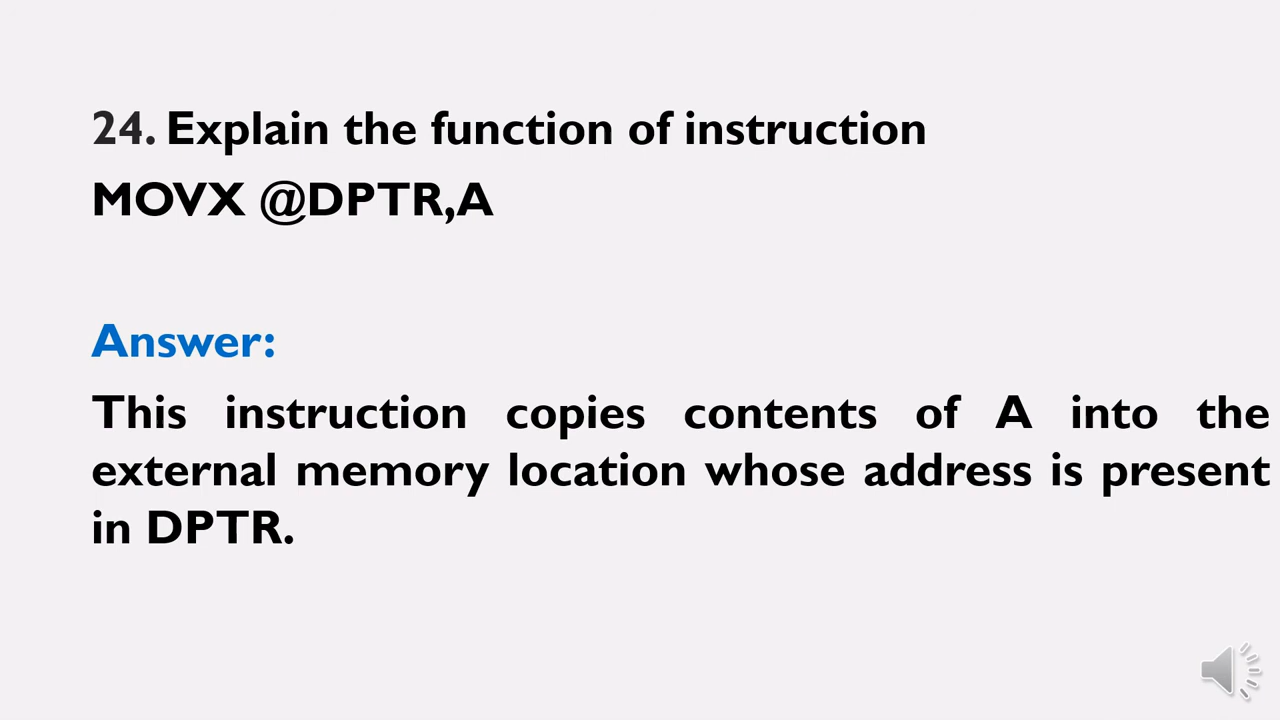 24. Explain the function of instruction
MOVX @DPTR,A
Answer:
This instruction copies contents of A into the
external memory location whose address is present
in DPTR.